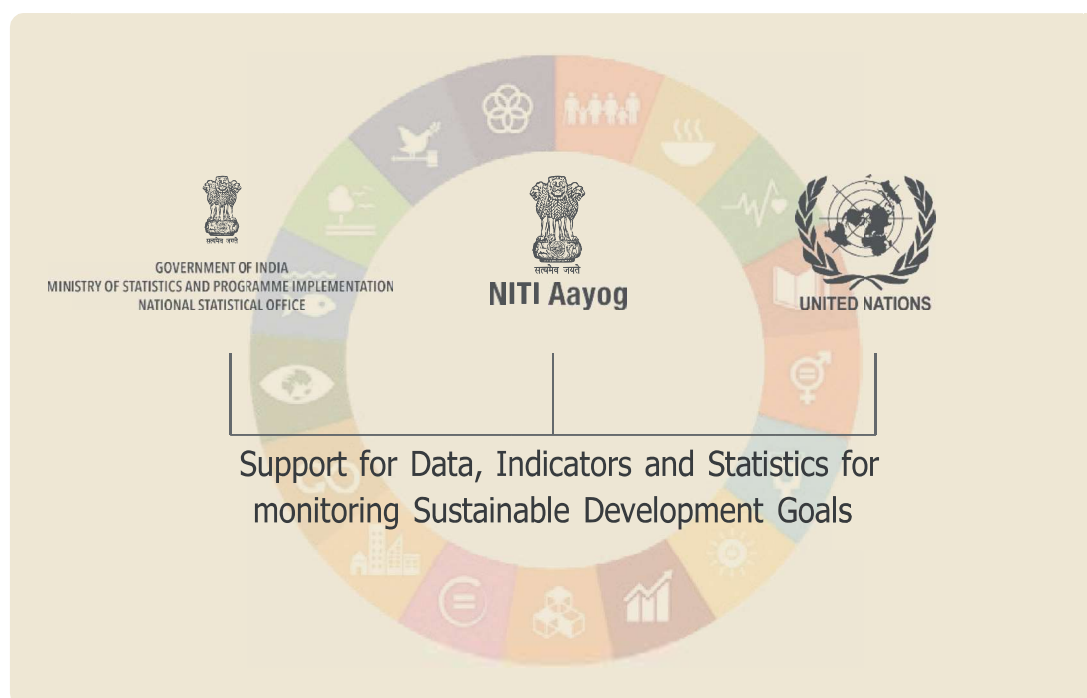 सत्यमेव जयते
GOVERNMENT OF INDIA
MINISTRY OF STATISTICS AND PROGRAMME IMPLEMENTATION
NATIONAL STATISTICAL OFFICE
सत्यमेव जयते
NITI Aayog
UNITED NATIONS
Support for Data, Indicators and Statistics for
monitoring Sustainable Development Goals